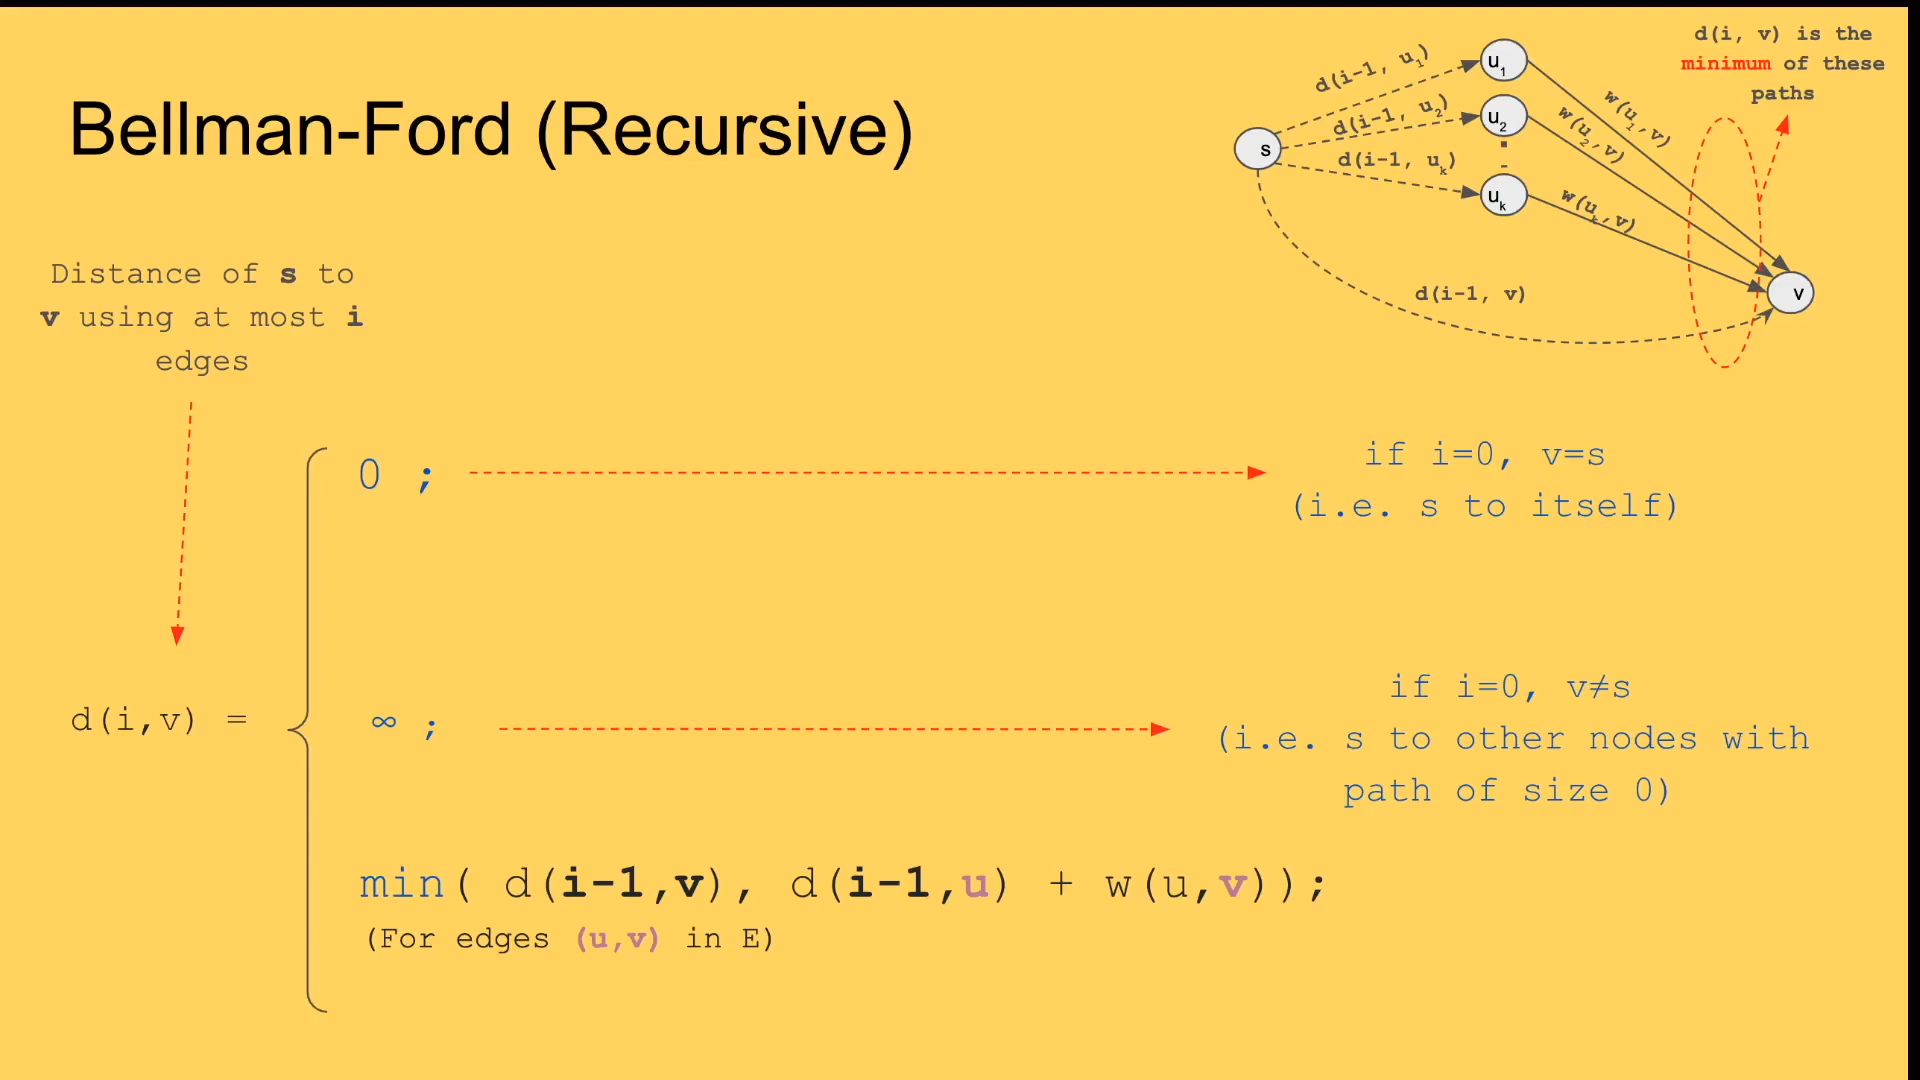 Bellman-Ford (Recursive)
d(i, v) is the
minimum of these
paths
s
u1
u2
uk
v
d(i-1, u1)
d(i-1, u2)
d(i-1, uk)
d(i-1, v)
w(u1,v)
w(u2,v)
w(uk,v)
Distance of s to
v using at most i
edges
d(i,v) =
0 ;
if i=0, v=s
(i.e. s to itself)
∞ ;
if i=0, v≠s
(i.e. s to other nodes with
path of size 0)
min( d(i-1,v), d(i-1,u) + w(u,v));
(For edges (u,v) in E)